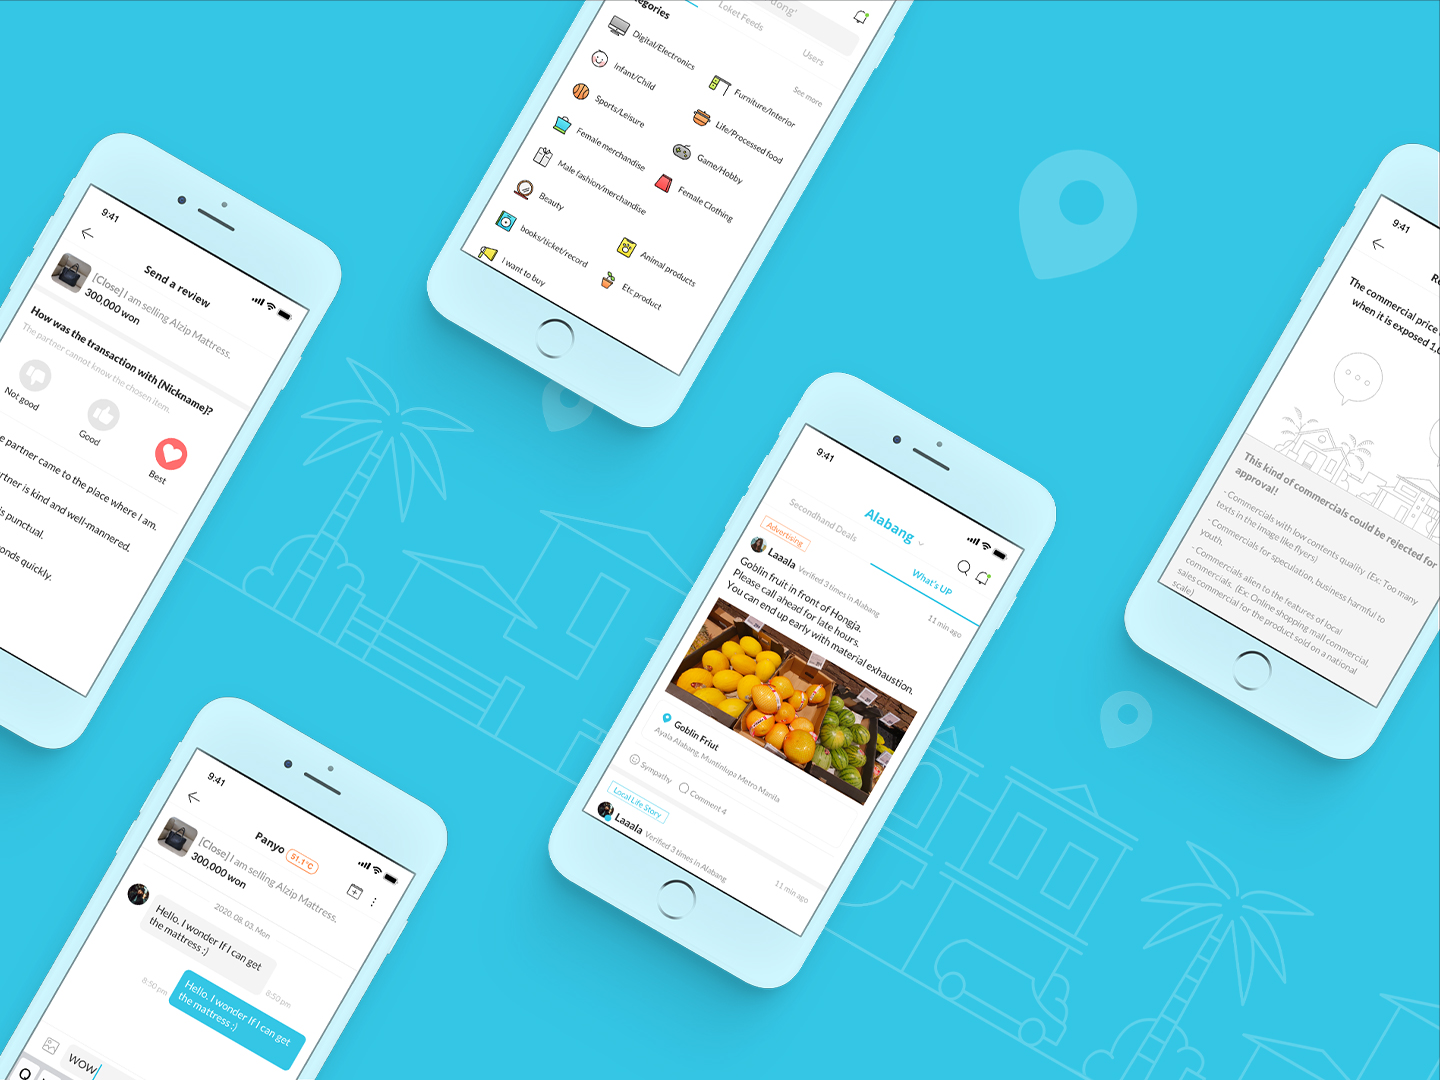 dong"
Loket Feeds
Users
Categories
See more
Digital/Electronics
Furniture/Interior
Infant/Child
Life/Processed food
Sports/Leisure
Game/Hobby
Female merchandise
Female Clothing
Male fashion/merchandise
Beauty
Animal products
books/ticket/record
Etc product
I want to buy
9:41
Send a review
[Close] I am selling Alzip Mattress.
300,000 won
How was the transaction with [Nickname]?
The partner cannot know the chosen item.
Not good
Good
Best
e partner came to the place where I am.
rtner is kind and well-mannered.
s punctual.
onds quickly.
9:41
Panyo
51.1°C
[Close] I am selling Alzip Mattress.
300,000 won
2020. 08. 03. Mon
Hello. I wonder If I can get
the mattress :)
8:50 pm
8:50 pm
Hello. I wonder If I can get
the mattress :)
WOW
Q
9:41
Alabang
Secondhand Deals
What's UP
Advertising
Laaala
Verified 3 times in Alabang
11 min ago
Goblin fruit in front of Hongja.
Please call ahead for late hours.
You can end up early with material exhaustion.
Goblin Friut
Ayala Alabang, Muntinlupa Metro Manila
Sympathy
Comment 4
Local Life Story
Laaala
Verified 3 times in Alabang
11 min ago
9:41
Re
The commercial price
when it is exposed 1,0
This kind of commercials could be rejected for
approval!
- Commercials with low contents quality (Ex: Too many
texts in the image like flyers)
- Commercials for speculation, business harmful to
youth.
- Commercials alien to the features of local
commercials. (Ex: Online shopping mall commercial,
sales commercial for the product sold on a national
scale)